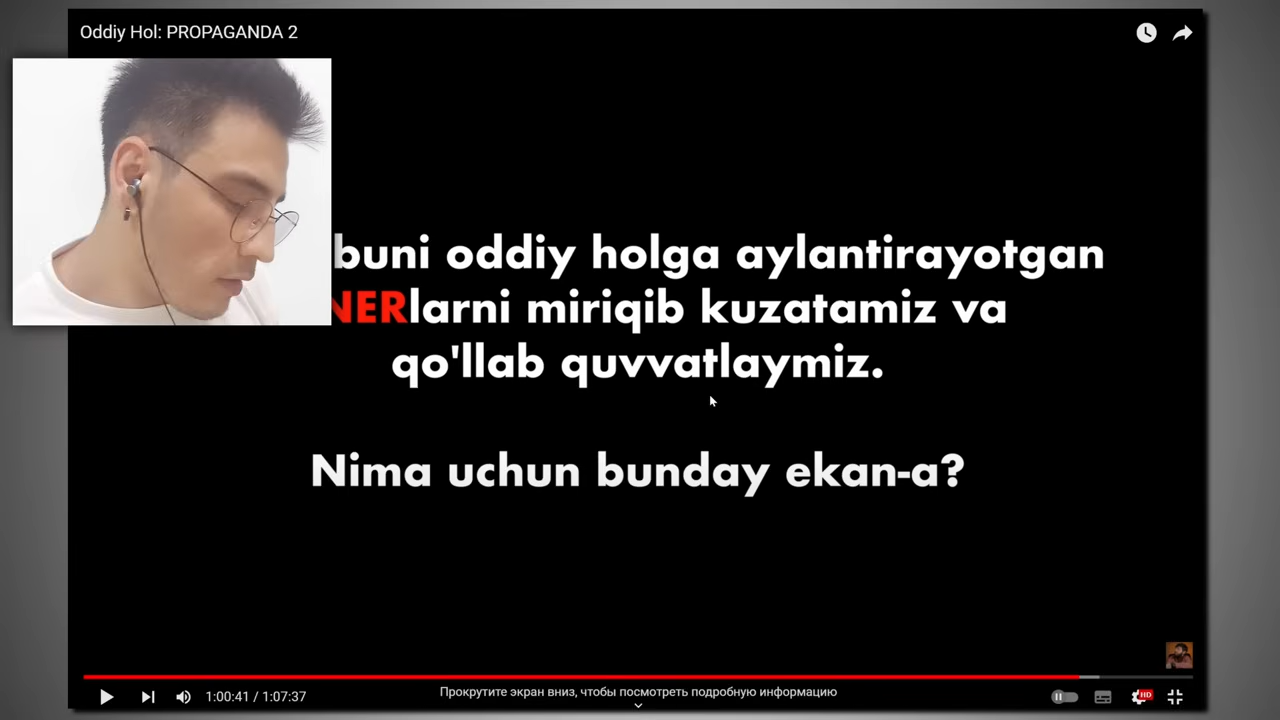 Oddiy Hol: PROPAGANDA 2
buni oddiy holga aylantirayotgan
NERlarni miriqib kuzatamiz va
qo'llab quvvatlaymiz.
Nima uchun bunday ekan-a?
1:00:41 / 1:07:37
Прокрутите экран вниз, чтобы посмотреть подробную информацию
HD